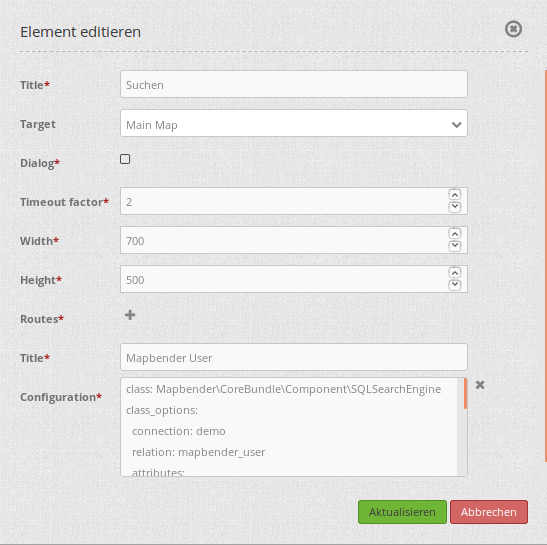 Element editieren
Title* Suchen
Target Main Map
Dialog*
Timeout factor* 2
Width* 700
Height* 500
Routes*
Title* Mapbender User
Configuration* class: Mapbender\CoreBundle\Component\SQLSearchEngine
class_options:
connection: demo
relation: mapbender_user
attributes:
Aktualisieren Abbrechen